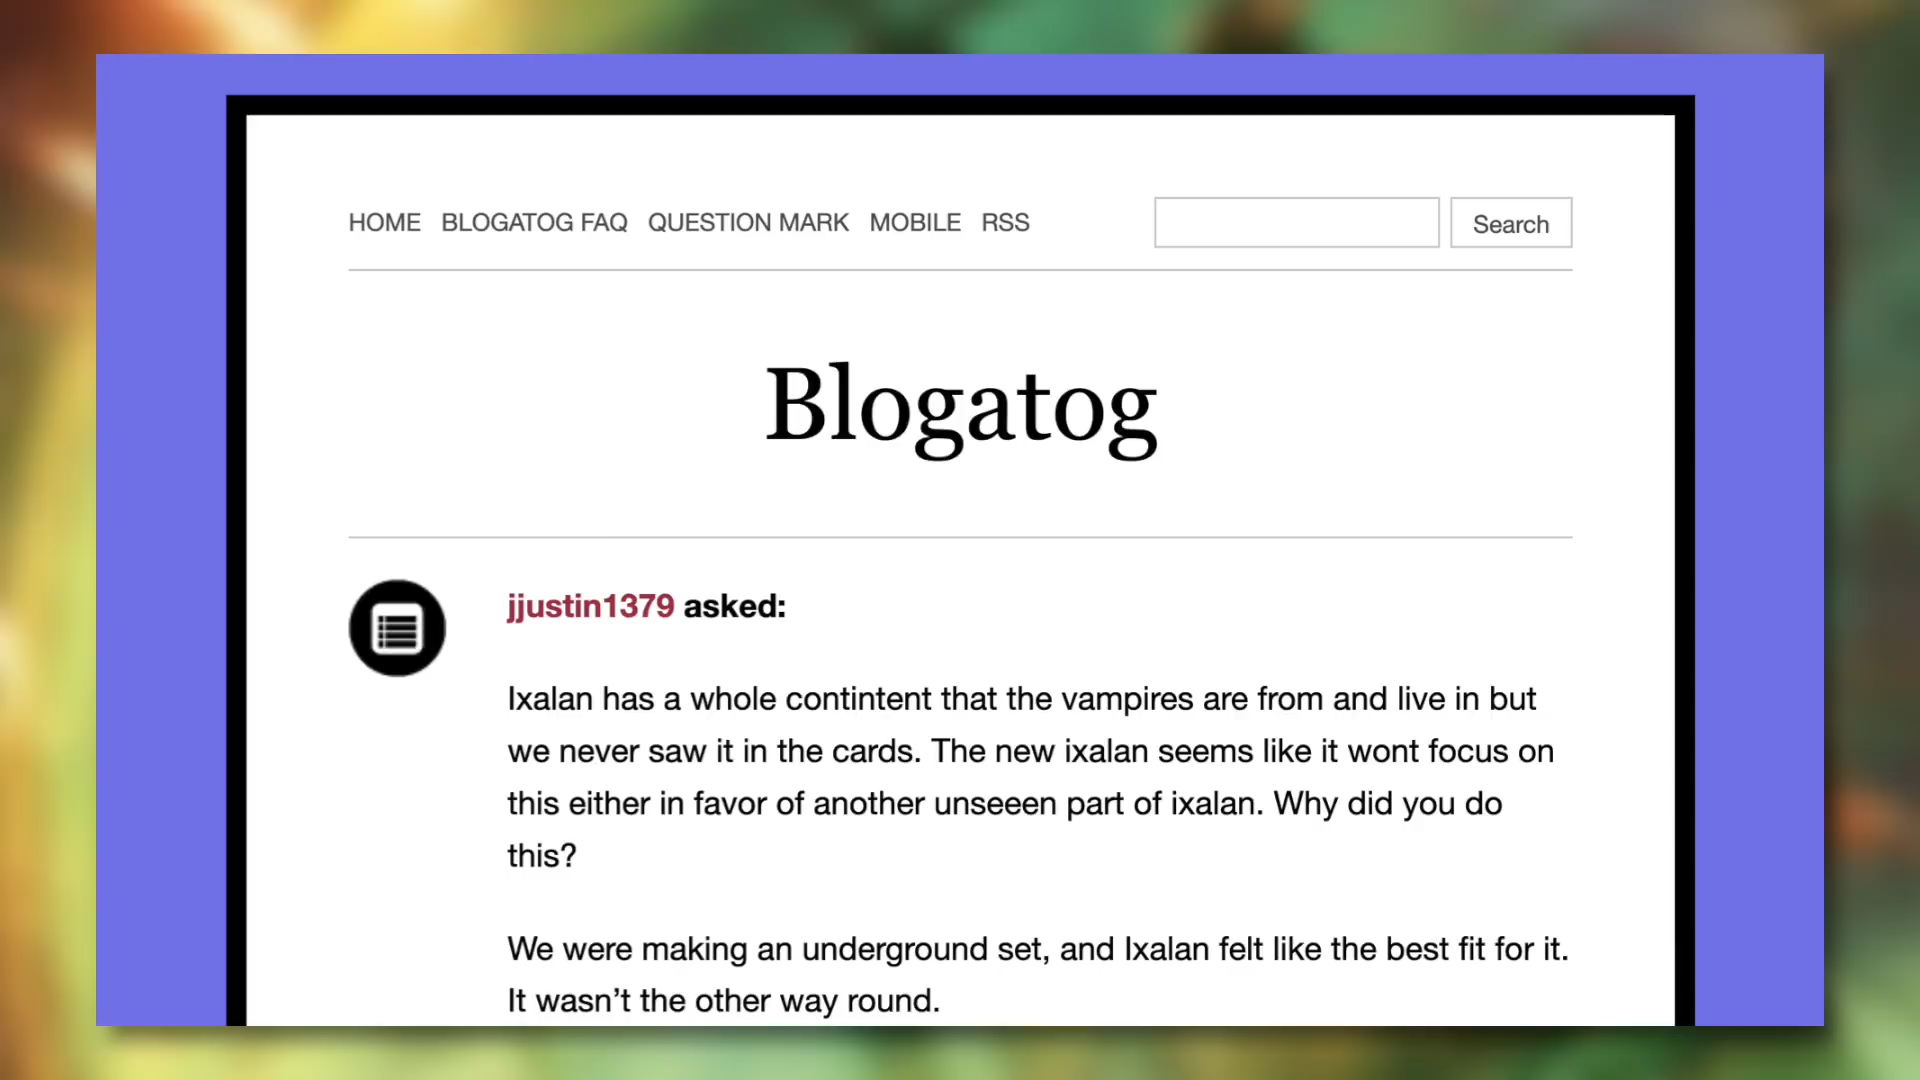 HOME BLOGATOG FAQ QUESTION MARK MOBILE RSS Search
Blogatog
jjustin1379 asked:
Ixalan has a whole contintent that the vampires are from and live in but
we never saw it in the cards. The new ixalan seems like it wont focus on
this either in favor of another unseeen part of ixalan. Why did you do
this?
We were making an underground set, and Ixalan felt like the best fit for it.
It wasn’t the other way round.